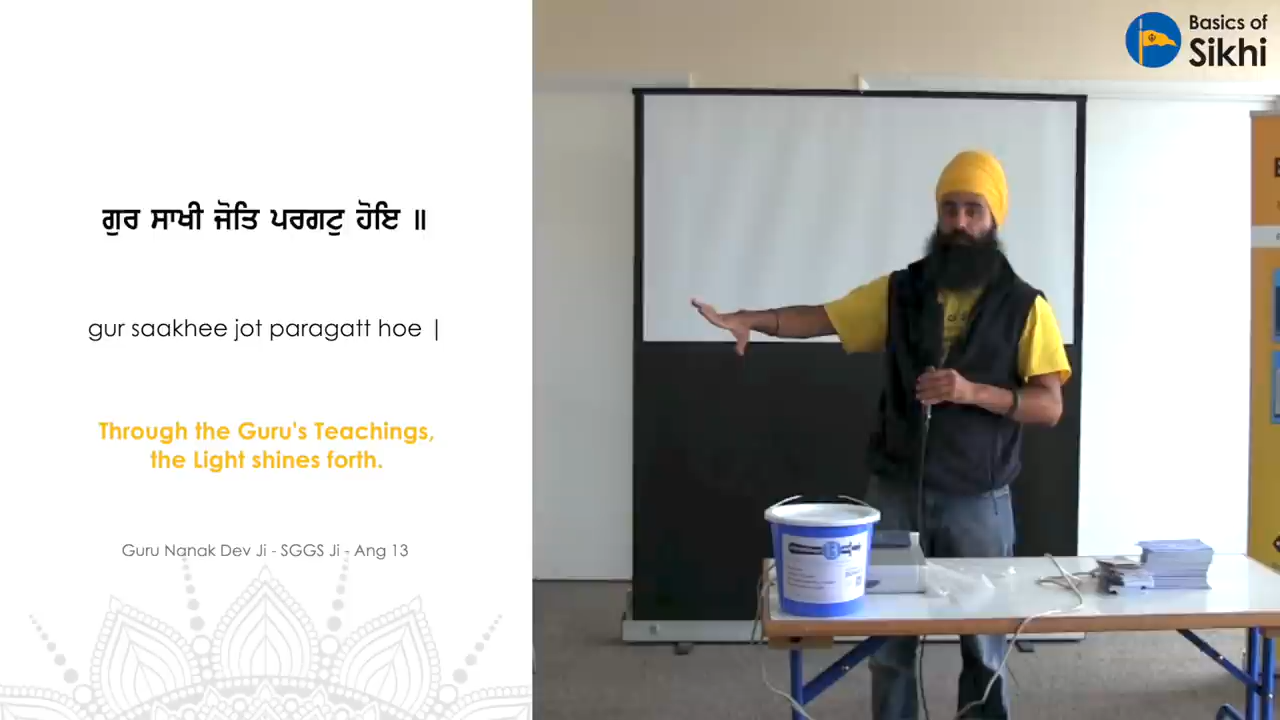 ਗੁਰ ਸਾਖੀ ਜੋਤਿ ਪਰਗਟੁ ਹੋਇ ॥
gur saakhee jot paragatt hoe |
Through the Guru's Teachings,
the Light shines forth.
Guru Nanak Dev Ji - SGGS Ji - Ang 13
Basics of
Sikhi